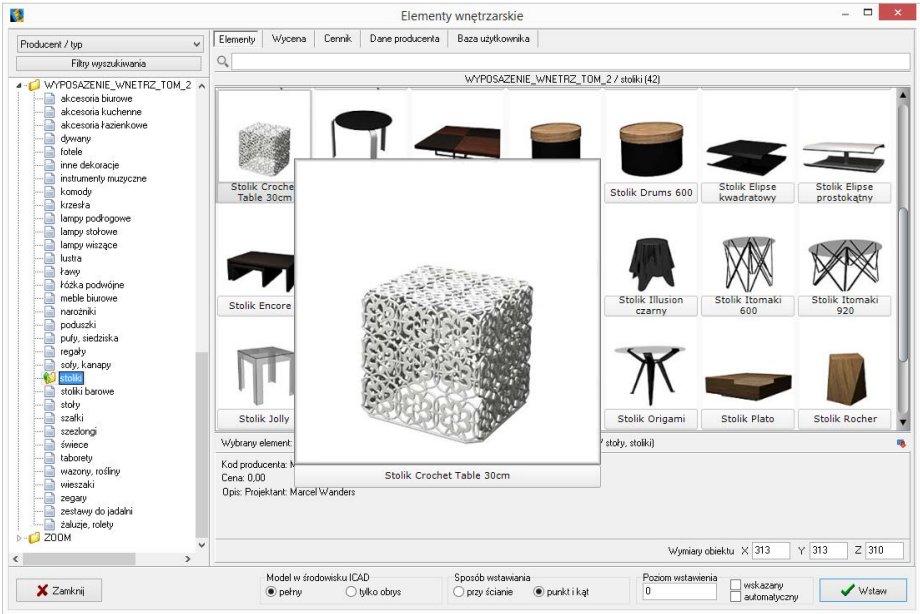 Elementy wnętrzarskie
Producent / typ
Filtry wyszukiwania
WYPOSAZENIE_WNETRZ_TOM_2
akcesoria biurowe
akcesoria kuchenne
akcesoria łazienkowe
dywany
fotele
inne dekoracje
instrumenty muzyczne
komody
krzesła
lampy podłogowe
lampy stołowe
lampy wiszące
lustra
ławy
łóżka podwójne
meble biurowe
narożniki
poduszki
pufy, siedziska
regały
sofy, kanapy
stoliki
stoliki barowe
stoły
szafki
szezlongi
świece
taborety
wazony, rośliny
wieszaki
zegary
zestawy do jadalni
żaluzje, rolety
ZOOM
Elementy Wycena Cennik Dane producenta Baza użytkownika
WYPOSAZENIE_WNETRZ_TOM_2 / stoliki (42)
Stolik Croche
Table 30cm
Stolik Drums 600
Stolik Elipse
kwadratowy
Stolik Elipse
prostokątny
Stolik Encore
Stolik Illusion
czarny
Stolik Itomaki
600
Stolik Itomaki
920
Stolik Jolly
Stolik Origami
Stolik Plato
Stolik Rocher
Stolik Crochet Table 30cm
Wybrany element:
/ stoły, stoliki)
Kod producenta: M
Cena: 0,00
Opis: Projektant: Marcel Wanders
Wymiary obiektu X 313 Y 313 Z 310
Zamknij
Model w środowisku ICAD
pełny tylko obrys
Sposób wstawiania
przy ścianie punkt i kąt
Poziom wstawienia
0
wskazany
automatyczny
Wstaw